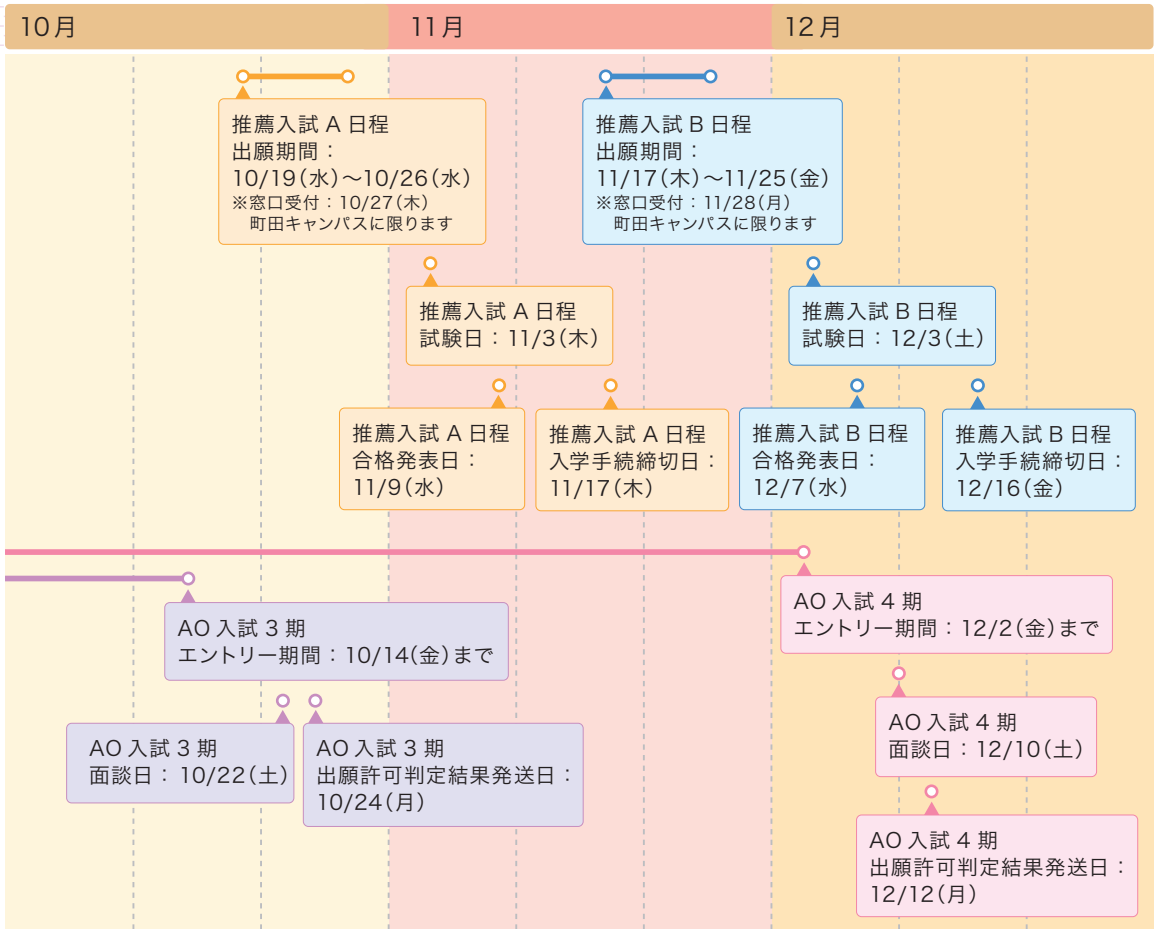 10月
11月
12月
推薦入試 A 日程
出願期間：
10/19(水)〜10/26(水)
※窓口受付：10/27(木)
町田キャンパスに限ります
推薦入試 B 日程
出願期間：
11/17(木)〜11/25(金)
※窓口受付：11/28(月)
町田キャンパスに限ります
推薦入試 A 日程
試験日：11/3(木)
推薦入試 B 日程
試験日：12/3(土)
推薦入試 A 日程
合格発表日：
11/9(水)
推薦入試 A 日程
入学手続締切日：
11/17(木)
推薦入試 B 日程
合格発表日：
12/7(水)
推薦入試 B 日程
入学手続締切日：
12/16(金)
AO 入試 4 期
エントリー期間：12/2(金)まで
AO 入試 3 期
エントリー期間：10/14(金)まで
AO 入試 4 期
面談日：12/10(土)
AO 入試 3 期
面談日：10/22(土)
AO 入試 3 期
出願許可判定結果発送日：
10/24(月)
AO 入試 4 期
出願許可判定結果発送日：
12/12(月)